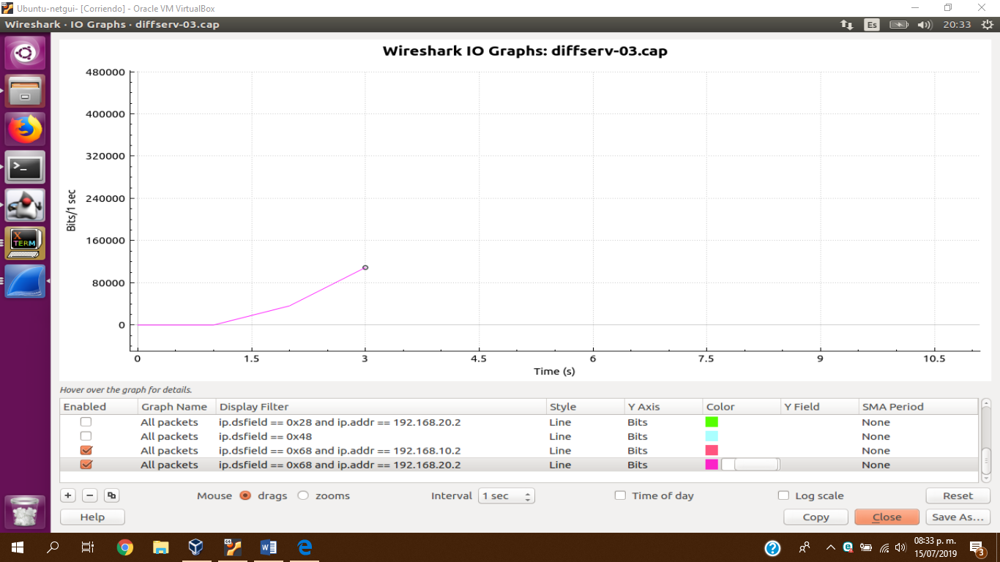 Ubuntu-netgui- [Corriendo] - Oracle VM VirtualBox
Wireshark · IO Graphs · diffserv-03.cap
Es
20:33
Wireshark IO Graphs: diffserv-03.cap
480000
400000
320000
240000
160000
80000
0
Bits/1 sec
0 1.5 3 4.5 6 7.5 9 10.5
Time (s)
X
TERM
Hover over the graph for details.
Enabled Graph Name Display Filter Style Y Axis Color Y Field SMA Period
All packets ip.dsfield == 0x28 and ip.addr == 192.168.20.2 Line Bits None
All packets ip.dsfield == 0x48 Line Bits None
All packets ip.dsfield == 0x68 and ip.addr == 192.168.10.2 Line Bits None
All packets ip.dsfield == 0x68 and ip.addr == 192.168.20.2 Line Bits None
+ − Mouse drags zooms Interval 1 sec Time of day Log scale Reset
Help Copy Close Save As...
08:33 p. m.
15/07/2019
3